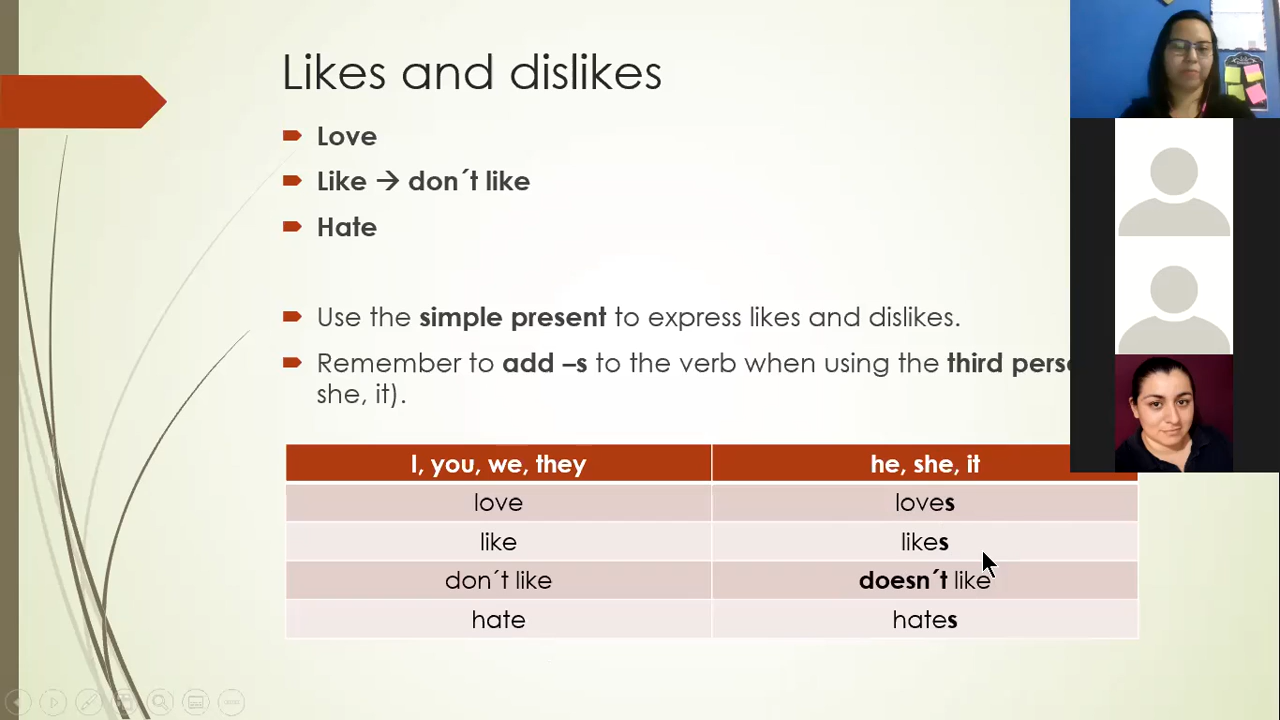 Likes and dislikes
Love
Like → don´t like
Hate
Use the simple present to express likes and dislikes.
Remember to add –s to the verb when using the third
she, it).
I, you, we, they he, she, it
love loves
like likes
don´t like doesn´t like
hate hates